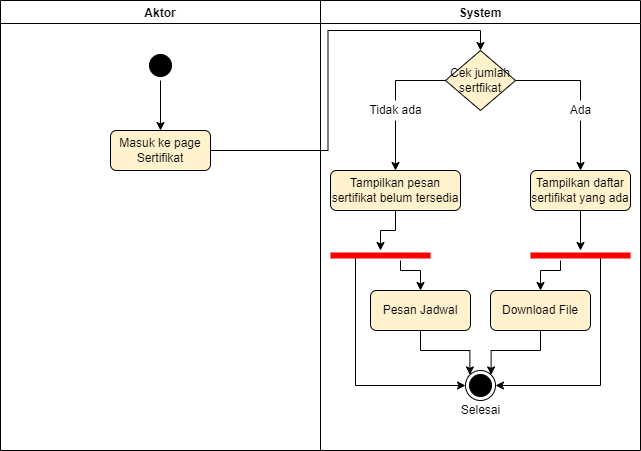 Aktor
System
Cek jumlah
sertfikat
Tidak ada
Ada
Masuk ke page
Sertifikat
Tampilkan pesan
sertifikat belum tersedia
Tampilkan daftar
sertifikat yang ada
Pesan Jadwal
Download File
Selesai